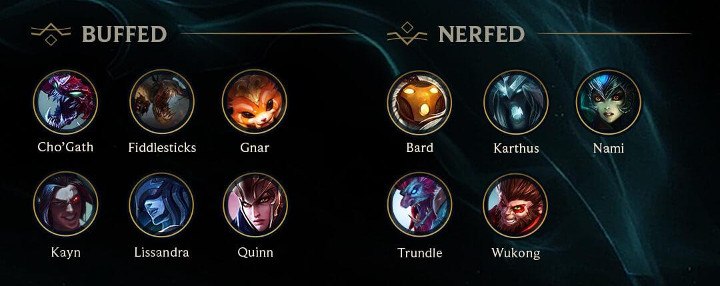 BUFFED
Cho'Gath Fiddlesticks Gnar
Kayn Lissandra Quinn
NERFED
Bard Karthus Nami
Trundle Wukong